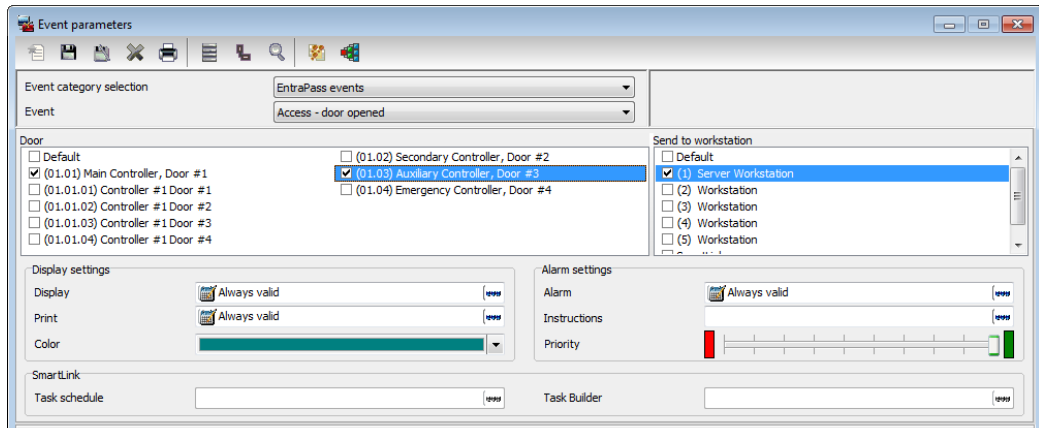 Event parameters
Event category selection
EntraPass events
Event
Access - door opened
Door
Send to workstation
Default
(01.01) Main Controller, Door #1
(01.01.01) Controller #1 Door #1
(01.01.02) Controller #1 Door #2
(01.01.03) Controller #1 Door #3
(01.01.04) Controller #1 Door #4
(01.02) Secondary Controller, Door #2
(01.03) Auxiliary Controller, Door #3
(01.04) Emergency Controller, Door #4
Default
(1) Server Workstation
(2) Workstation
(3) Workstation
(4) Workstation
(5) Workstation
Display settings
Display
Always valid
Print
Always valid
Color
Alarm settings
Alarm
Always valid
Instructions
Priority
SmartLink
Task schedule
Task Builder